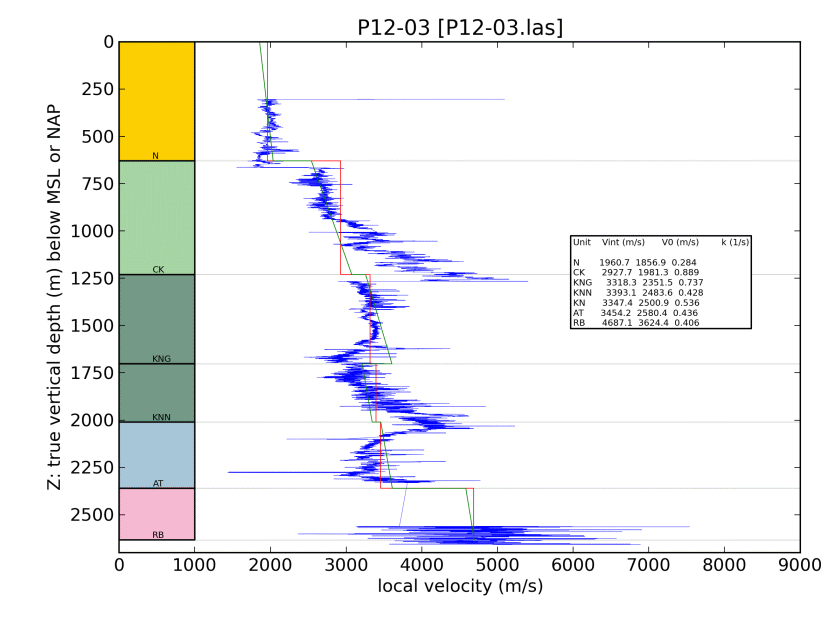 P12-03 [P12-03.las]
Z: true vertical depth (m) below MSL or NAP
0
250
500
750
1000
1250
1500
1750
2000
2250
2500
N
CK
KNG
KNN
AT
RB
Unit Vint (m/s) V0 (m/s) k (1/s)
N 1960.7 1856.9 0.284
CK 2927.7 1981.3 0.889
KNG 3318.3 2351.5 0.737
KNN 3393.1 2483.6 0.428
KN 3347.4 2500.9 0.536
AT 3454.2 2580.4 0.436
RB 4687.1 3624.4 0.406
0 1000 2000 3000 4000 5000 6000 7000 8000 9000
local velocity (m/s)